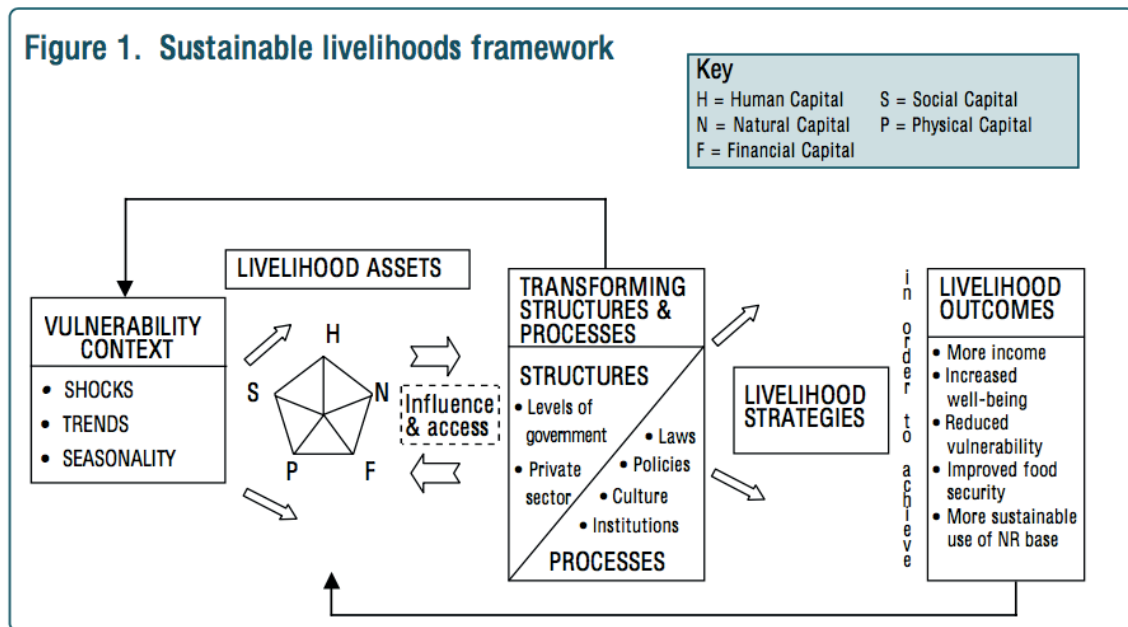 Figure 1. Sustainable livelihoods framework
Key
H = Human Capital S = Social Capital
N = Natural Capital P = Physical Capital
F = Financial Capital
VULNERABILITY
CONTEXT
• SHOCKS
• TRENDS
• SEASONALITY
LIVELIHOOD ASSETS
H
S
N
P
F
Influence
& access
TRANSFORMING
STRUCTURES &
PROCESSES
STRUCTURES
• Levels of
government
• Private
sector
• Laws
• Policies
• Culture
• Institutions
PROCESSES
LIVELIHOOD
STRATEGIES
in order to achieve
LIVELIHOOD
OUTCOMES
• More income
• Increased
well-being
• Reduced
vulnerability
• Improved food
security
• More sustainable
use of NR base